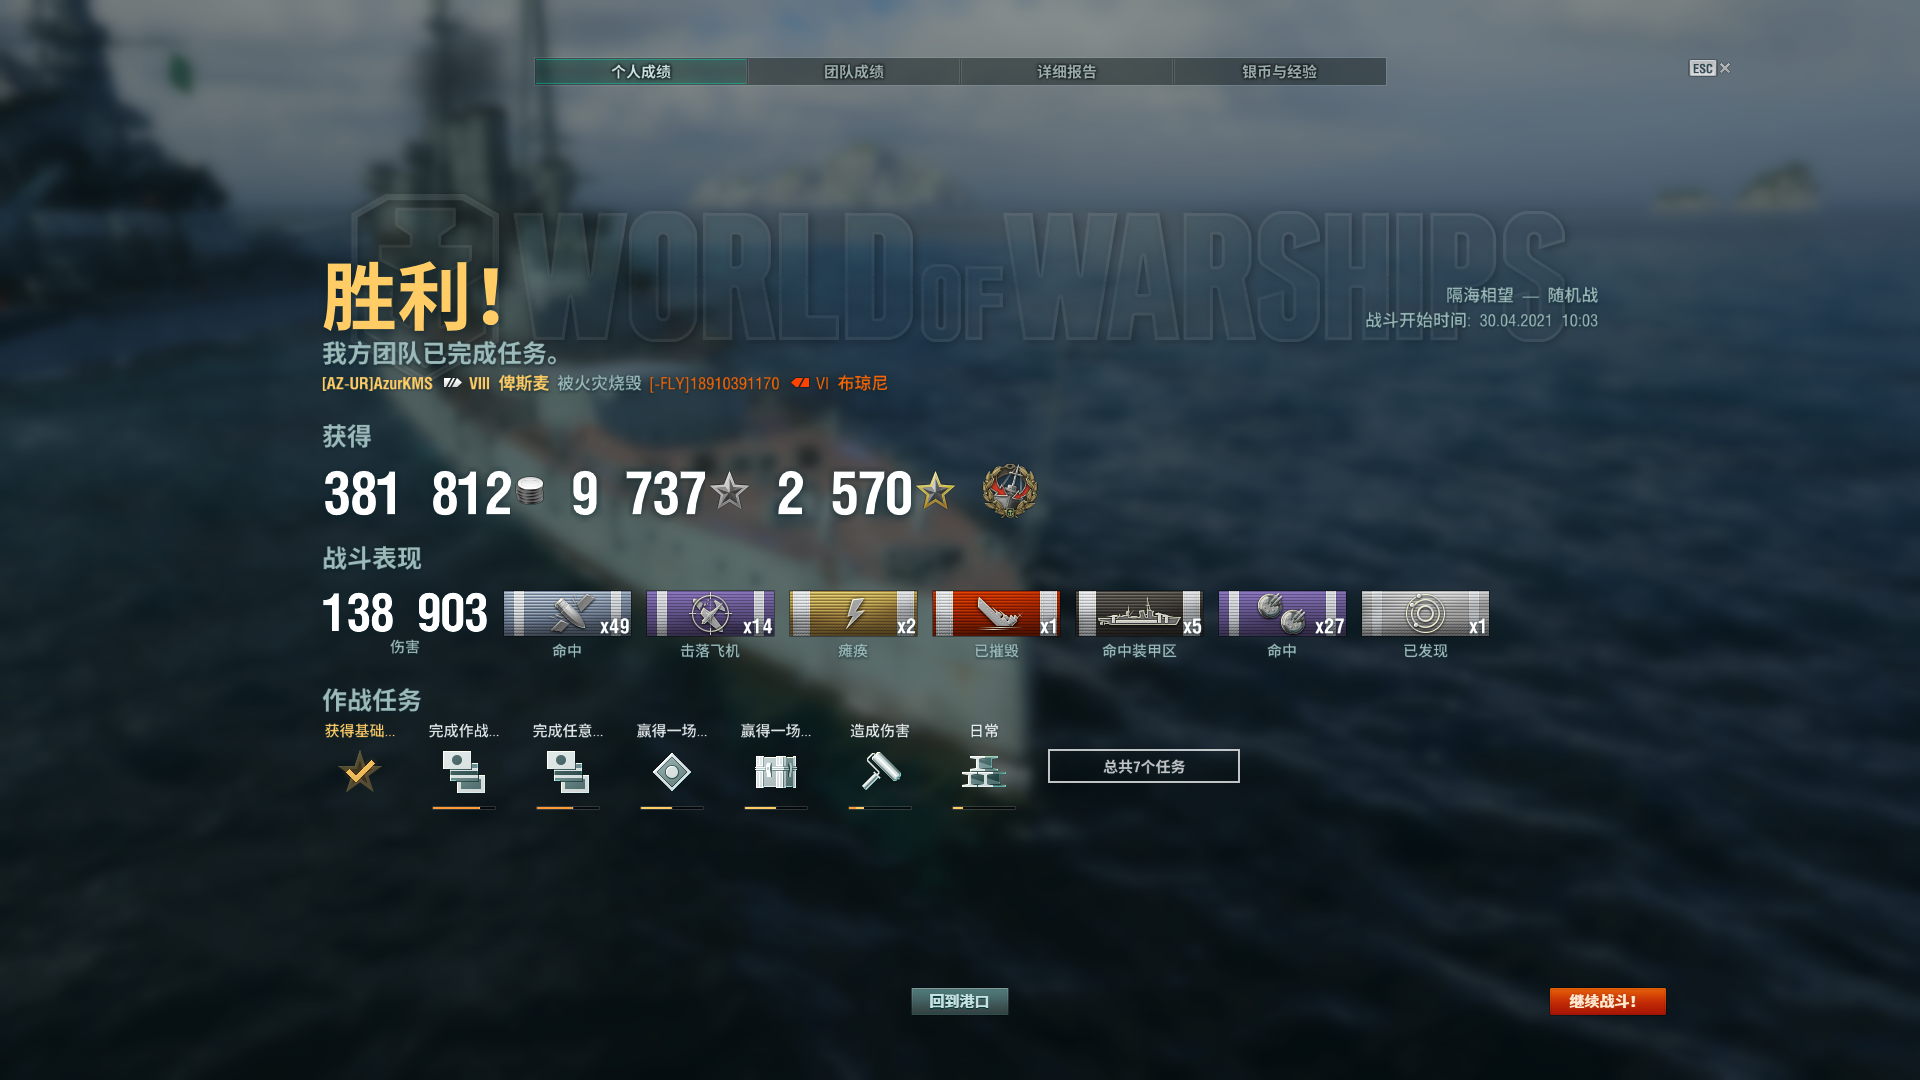 个人成绩
团队成绩
详细报告
银币与经验
ESC
WORLD OF WARSHIPS
胜利!
隔海相望 — 随机战
战斗开始时间: 30.04.2021 10:03
我方团队已完成任务。
[AZ-UR]AzurKMS VIII 俾斯麦 被火灾烧毁 [-FLY]18910391170 VI 布琼尼
获得
381 812 9 737 2 570
战斗表现
138 903
伤害
x49
命中
x14
击落飞机
x2
瘫痪
x1
已摧毁
x5
命中装甲区
x27
命中
x1
已发现
作战任务
获得基础...
完成作战...
完成任意...
赢得一场...
赢得一场...
造成伤害
日常
总共7个任务
回到港口
继续战斗!